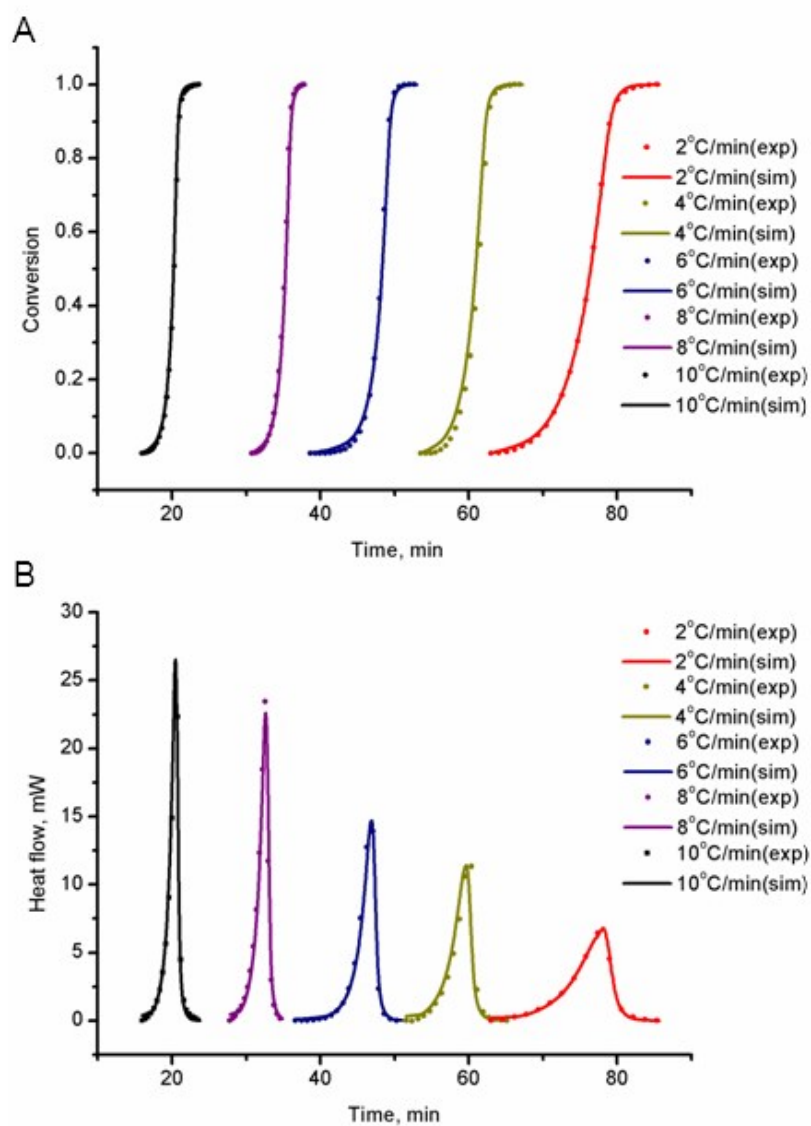 A
Conversion
1.0
0.8
0.6
0.4
0.2
0.0
2°C/min(exp)
2°C/min(sim)
4°C/min(exp)
4°C/min(sim)
6°C/min(exp)
6°C/min(sim)
8°C/min(exp)
8°C/min(sim)
10°C/min(exp)
10°C/min(sim)
20 40 60 80
Time, min
B
Heat flow, mW
30
25
20
15
10
5
0
2°C/min(exp)
2°C/min(sim)
4°C/min(exp)
4°C/min(sim)
6°C/min(exp)
6°C/min(sim)
8°C/min(exp)
8°C/min(sim)
10°C/min(exp)
10°C/min(sim)
20 40 60 80
Time, min